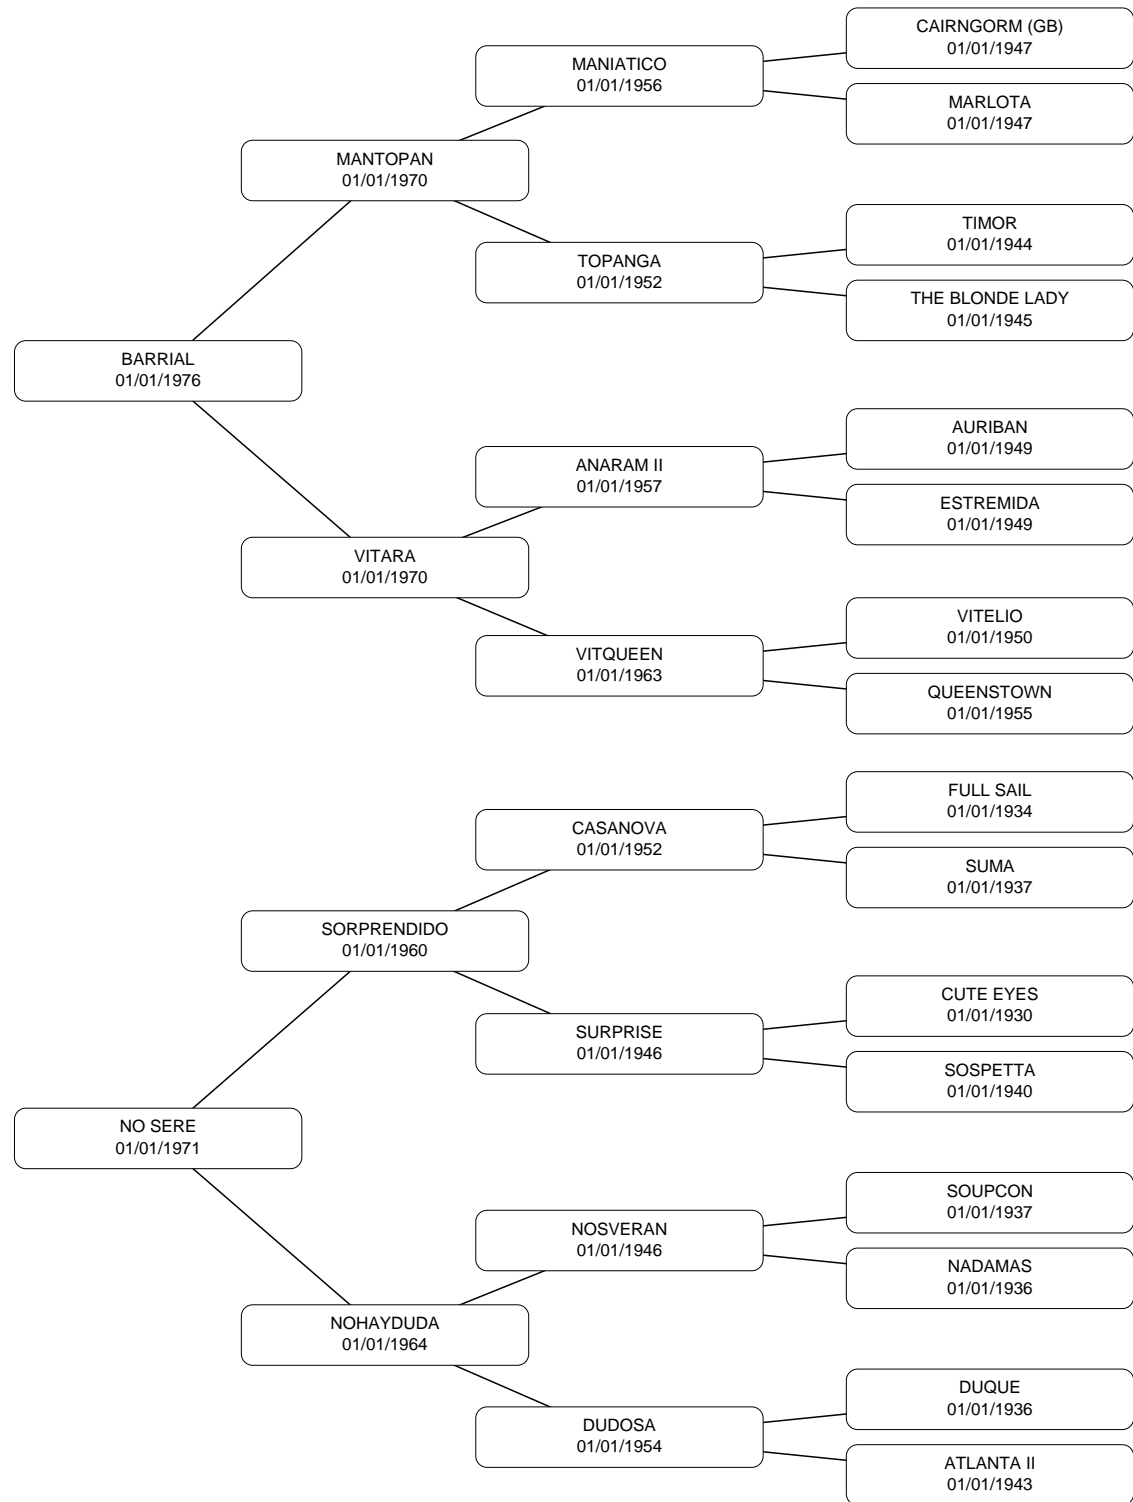 CAIRNGORM (GB)
01/01/1947
MANIATICO
01/01/1956
MARLOTA
01/01/1947
MANTOPAN
01/01/1970
TIMOR
01/01/1944
TOPANGA
01/01/1952
THE BLONDE LADY
01/01/1945
BARRIAL
01/01/1976
AURIBAN
01/01/1949
ANARAM II
01/01/1957
ESTREMIDA
01/01/1949
VITARA
01/01/1970
VITELIO
01/01/1950
VITQUEEN
01/01/1963
QUEENSTOWN
01/01/1955
FULL SAIL
01/01/1934
CASANOVA
01/01/1952
SUMA
01/01/1937
SORPRENDIDO
01/01/1960
CUTE EYES
01/01/1930
SURPRISE
01/01/1946
SOSPETTA
01/01/1940
NO SERE
01/01/1971
SOUPCON
01/01/1937
NOSVERAN
01/01/1946
NADAMAS
01/01/1936
NOHAYDUDA
01/01/1964
DUQUE
01/01/1936
DUDOSA
01/01/1954
ATLANTA II
01/01/1943